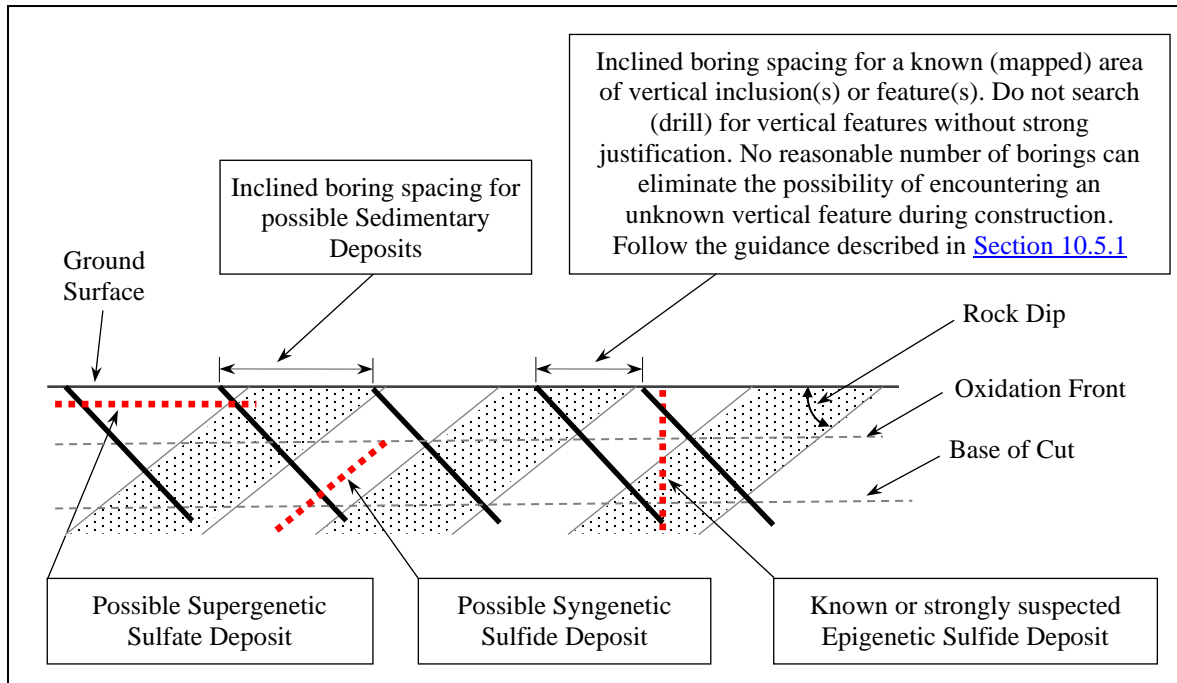 Inclined boring spacing for a known (mapped) area
of vertical inclusion(s) or feature(s). Do not search
(drill) for vertical features without strong
justification. No reasonable number of borings can
eliminate the possibility of encountering an
unknown vertical feature during construction.
Follow the guidance described in Section 10.5.1
Inclined boring spacing for
possible Sedimentary
Deposits
Ground
Surface
Rock Dip
Oxidation Front
Base of Cut
Possible Supergenetic
Sulfate Deposit
Possible Syngenetic
Sulfide Deposit
Known or strongly suspected
Epigenetic Sulfide Deposit